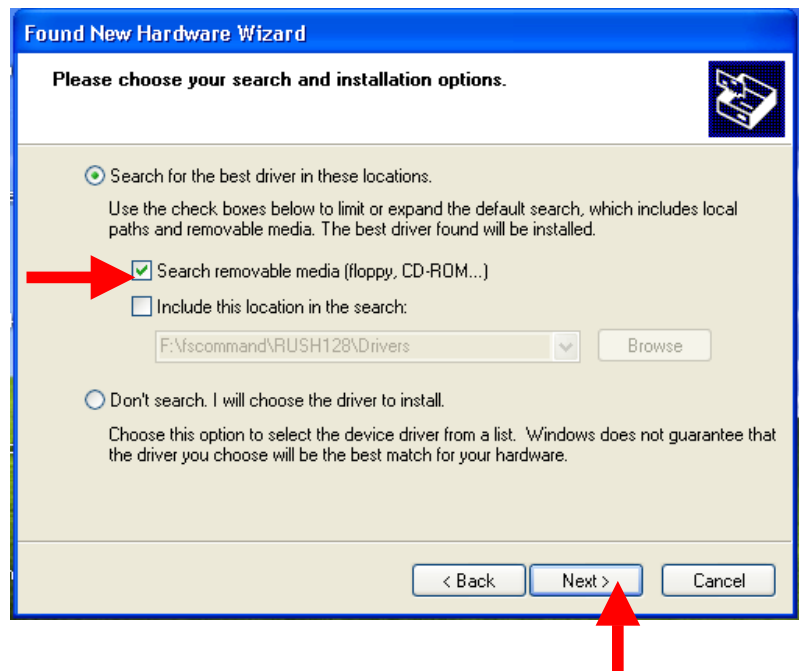 Found New Hardware Wizard
Please choose your search and installation options.
Search for the best driver in these locations.
Use the check boxes below to limit or expand the default search, which includes local
paths and removable media. The best driver found will be installed.
Search removable media (floppy, CD-ROM...)
Include this location in the search:
F:\fscommand\RUSH128\Drivers
Browse
Don't search. I will choose the driver to install.
Choose this option to select the device driver from a list. Windows does not guarantee that
the driver you choose will be the best match for your hardware.
< Back
Next >
Cancel